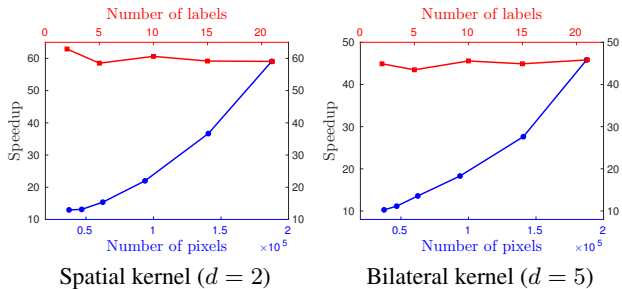 Number of labels
0 5 10 15 20
60 50 40 30 20 10
Speedup
60 50 40 30 20 10
0.5 1 1.5 2
Number of pixels ×10^5
Spatial kernel (d = 2)
Number of labels
0 5 10 15 20
50 40 30 20 10
Speedup
50 40 30 20 10
0.5 1 1.5 2
Number of pixels ×10^5
Bilateral kernel (d = 5)